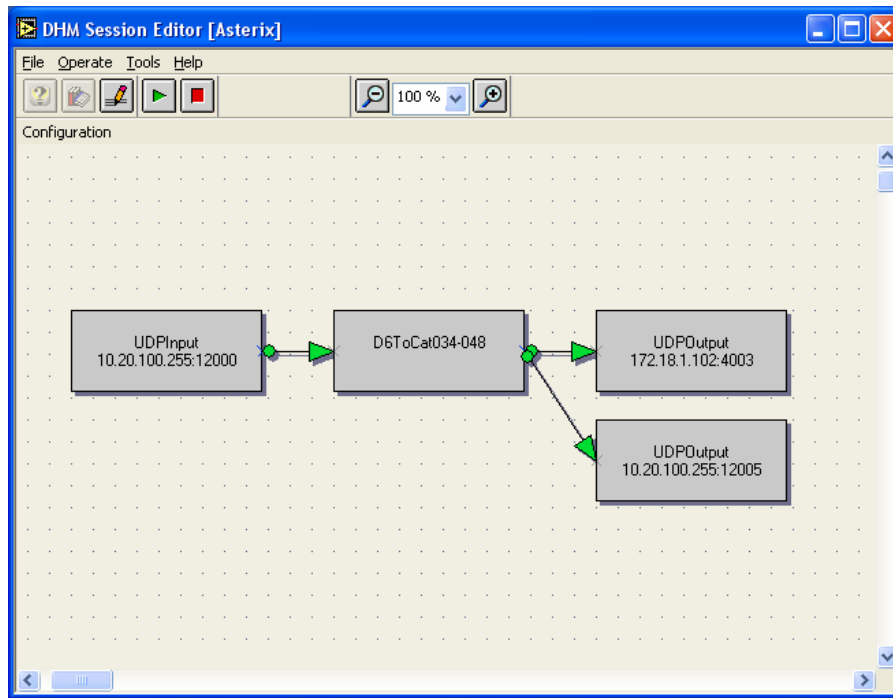 DHM Session Editor [Asterix]
File Operate Tools Help
100 %
Configuration
UDPInput
10.20.100.255:12000
D6ToCat034-048
UDPOutput
172.18.1.102:4003
UDPOutput
10.20.100.255:12005